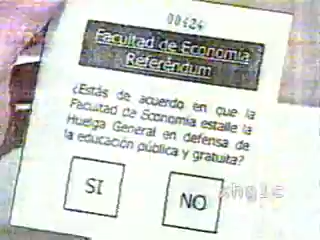 00424
Facultad de Economía
Referéndum
¿Estás de acuerdo en que la
Facultad de Economía estalle la
Huelga General en defensa de
la educación pública y gratuita?
SI
NO